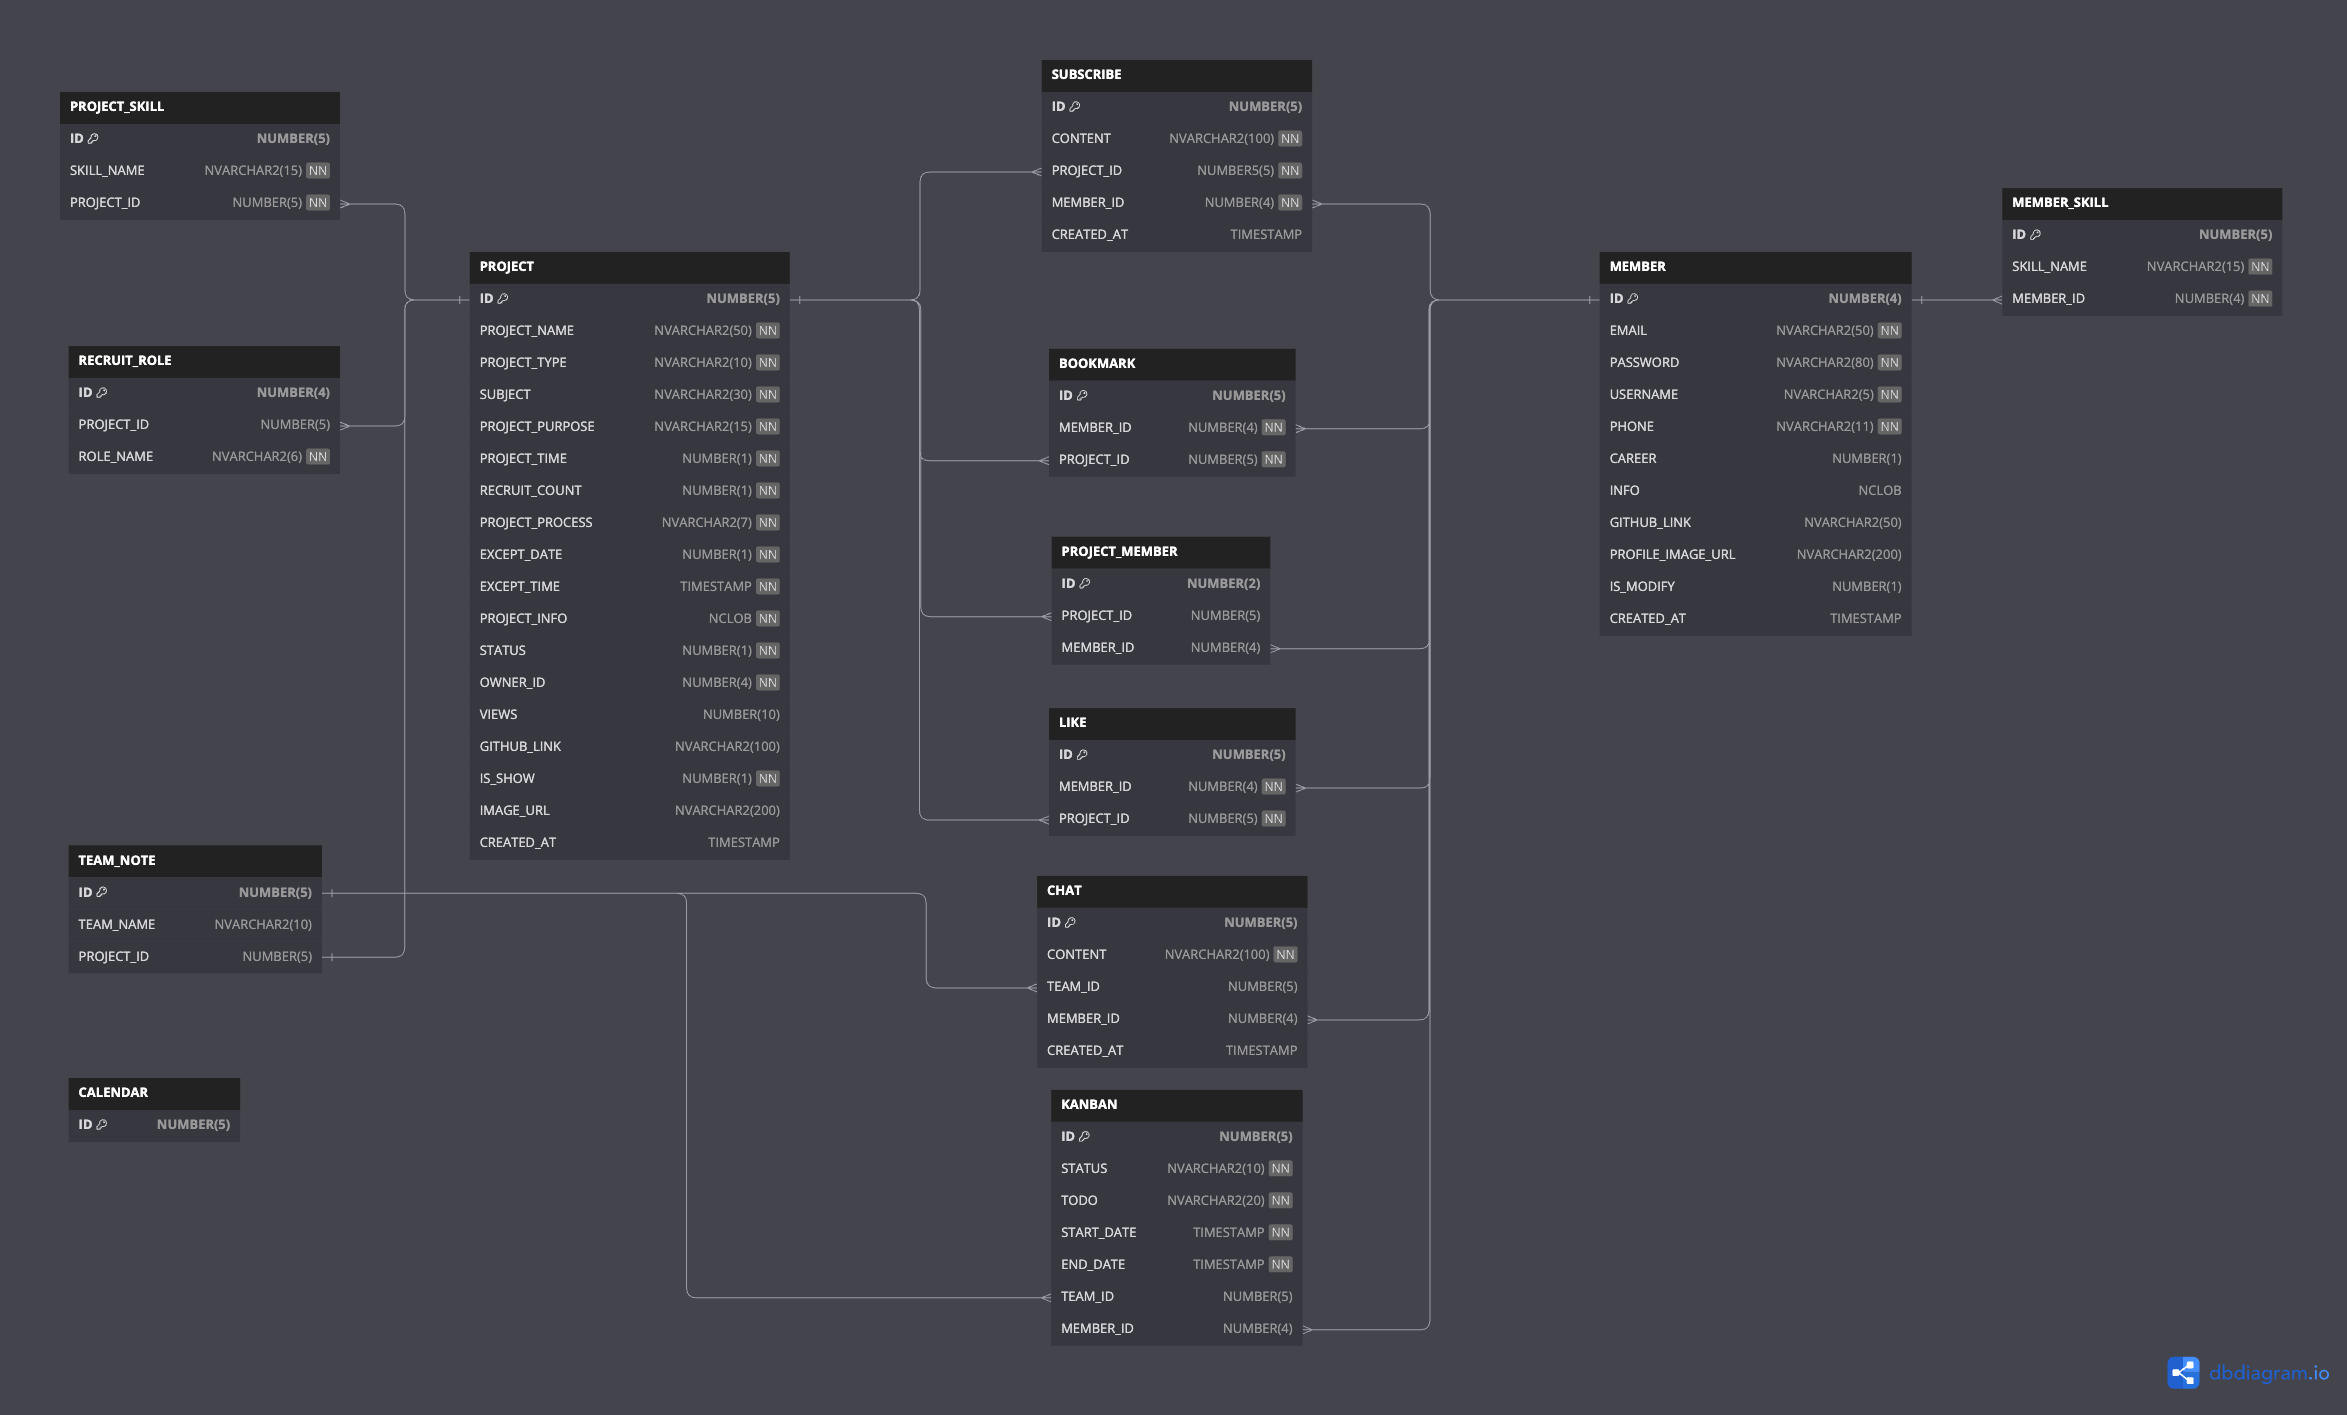 PROJECT_SKILL
ID NUMBER(5)
SKILL_NAME NVARCHAR2(15) NN
PROJECT_ID NUMBER(5) NN
RECRUIT_ROLE
ID NUMBER(4)
PROJECT_ID NUMBER(5)
ROLE_NAME NVARCHAR2(6) NN
TEAM_NOTE
ID NUMBER(5)
TEAM_NAME NVARCHAR2(10)
PROJECT_ID NUMBER(5)
CALENDAR
ID NUMBER(5)
PROJECT
ID NUMBER(5)
PROJECT_NAME NVARCHAR2(50) NN
PROJECT_TYPE NVARCHAR2(10) NN
SUBJECT NVARCHAR2(30) NN
PROJECT_PURPOSE NVARCHAR2(15) NN
PROJECT_TIME NUMBER(1) NN
RECRUIT_COUNT NUMBER(1) NN
PROJECT_PROCESS NVARCHAR2(7) NN
EXCEPT_DATE NUMBER(1) NN
EXCEPT_TIME TIMESTAMP NN
PROJECT_INFO NCLOB NN
STATUS NUMBER(1) NN
OWNER_ID NUMBER(4) NN
VIEWS NUMBER(10)
GITHUB_LINK NVARCHAR2(100)
IS_SHOW NUMBER(1) NN
IMAGE_URL NVARCHAR2(200)
CREATED_AT TIMESTAMP
SUBSCRIBE
ID NUMBER(5)
CONTENT NVARCHAR2(100) NN
PROJECT_ID NUMBER5(5) NN
MEMBER_ID NUMBER(4) NN
CREATED_AT TIMESTAMP
BOOKMARK
ID NUMBER(5)
MEMBER_ID NUMBER(4) NN
PROJECT_ID NUMBER(5) NN
PROJECT_MEMBER
ID NUMBER(2)
PROJECT_ID NUMBER(5)
MEMBER_ID NUMBER(4)
LIKE
ID NUMBER(5)
MEMBER_ID NUMBER(4) NN
PROJECT_ID NUMBER(5) NN
CHAT
ID NUMBER(5)
CONTENT NVARCHAR2(100) NN
TEAM_ID NUMBER(5)
MEMBER_ID NUMBER(4)
CREATED_AT TIMESTAMP
KANBAN
ID NUMBER(5)
STATUS NVARCHAR2(10) NN
TODO NVARCHAR2(20) NN
START_DATE TIMESTAMP NN
END_DATE TIMESTAMP NN
TEAM_ID NUMBER(5)
MEMBER_ID NUMBER(4)
MEMBER
ID NUMBER(4)
EMAIL NVARCHAR2(50) NN
PASSWORD NVARCHAR2(80) NN
USERNAME NVARCHAR2(5) NN
PHONE NVARCHAR2(11) NN
CAREER NUMBER(1)
INFO NCLOB
GITHUB_LINK NVARCHAR2(50)
PROFILE_IMAGE_URL NVARCHAR2(200)
IS_MODIFY NUMBER(1)
CREATED_AT TIMESTAMP
MEMBER_SKILL
ID NUMBER(5)
SKILL_NAME NVARCHAR2(15) NN
MEMBER_ID NUMBER(4) NN
dbdiagram.io